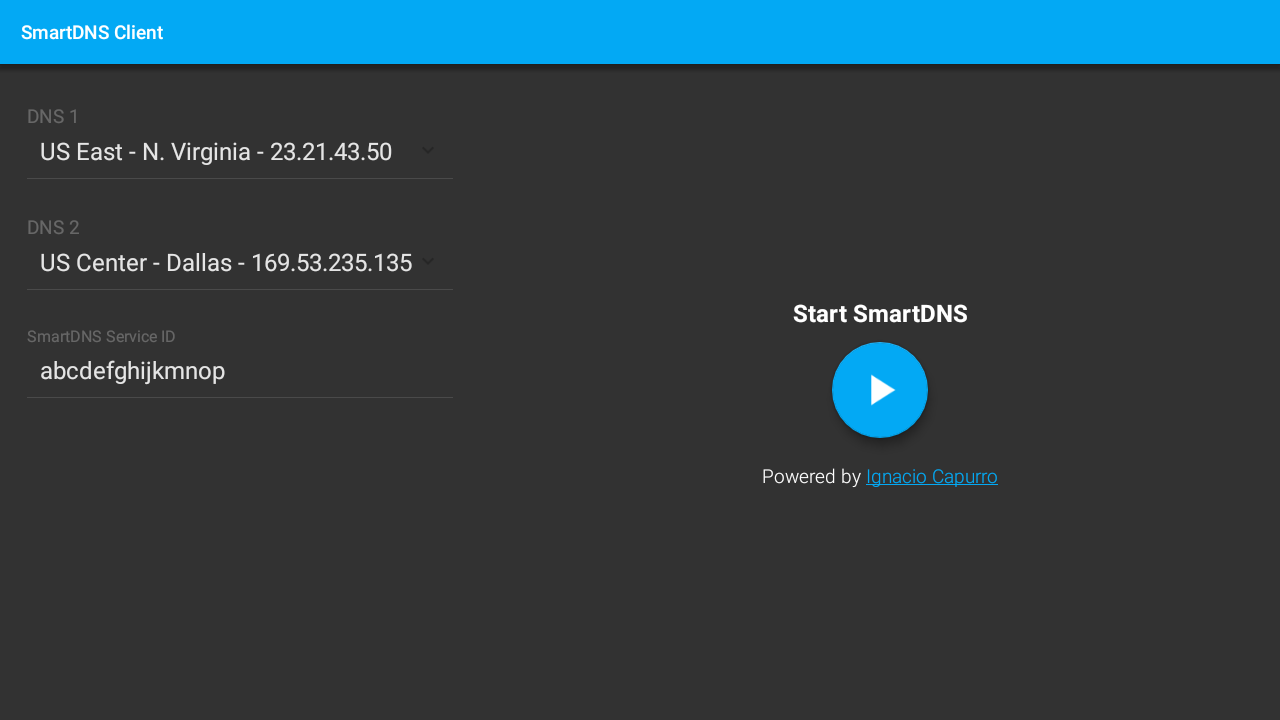 SmartDNS Client
DNS 1
US East - N. Virginia - 23.21.43.50
DNS 2
US Center - Dallas - 169.53.235.135
SmartDNS Service ID
abcdefghijkmnop
Start SmartDNS
Powered by Ignacio Capurro